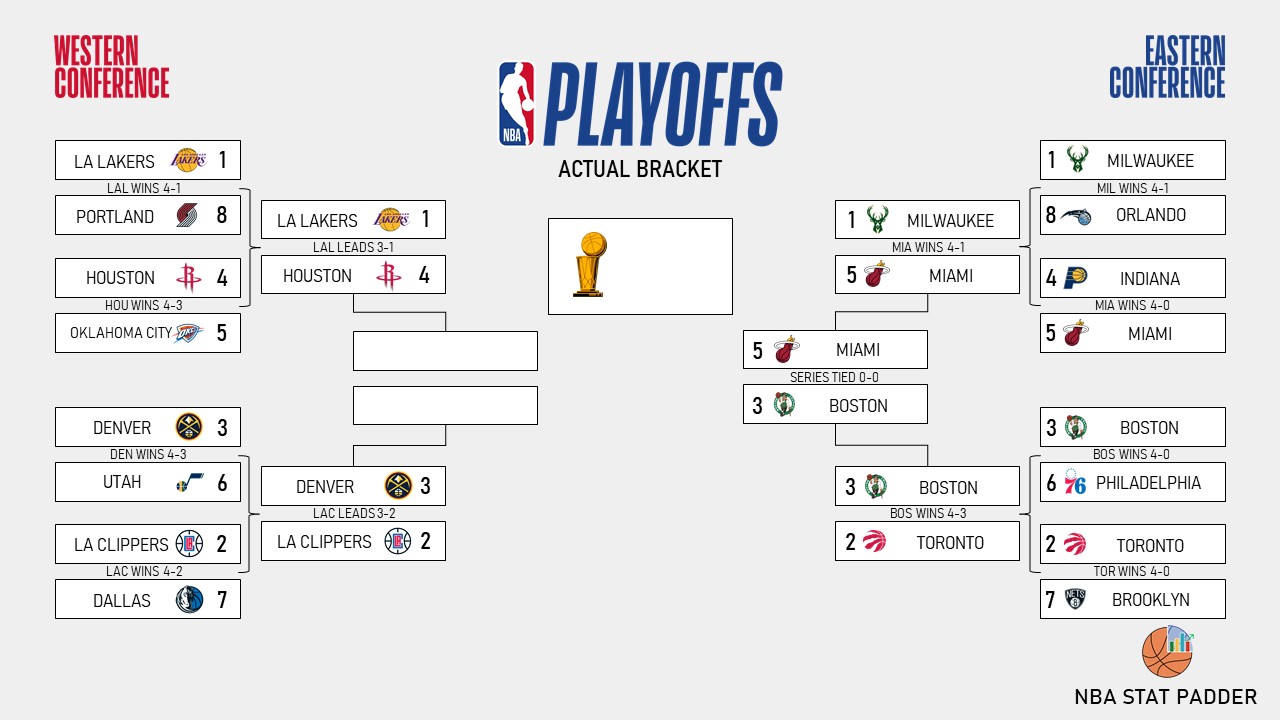 WESTERN
CONFERENCE
EASTERN
CONFERENCE
NBA
PLAYOFFS
ACTUAL BRACKET
LA LAKERS LAKERS 1
LAL WINS 4-1
PORTLAND 8
HOUSTON 4
HOU WINS 4-3
OKLAHOMA CITY OKC 5
DENVER 3
DEN WINS 4-3
UTAH 6
LA CLIPPERS 2
LAC WINS 4-2
DALLAS 7
LA LAKERS LAKERS 1
LAL LEADS 3-1
HOUSTON R 4
DENVER 3
LAC LEADS 3-2
LA CLIPPERS 2
1 MILWAUKEE
MIA WINS 4-1
5 MIAMI
5 MIAMI
SERIES TIED 0-0
3 BOSTON
3 BOSTON
BOS WINS 4-3
2 TORONTO
1 MILWAUKEE
MIL WINS 4-1
8 ORLANDO
4 INDIANA
MIA WINS 4-0
5 MIAMI
3 BOSTON
BOS WINS 4-0
6 76 PHILADELPHIA
2 TORONTO
TOR WINS 4-0
7 NETS BROOKLYN
NBA STAT PADDER